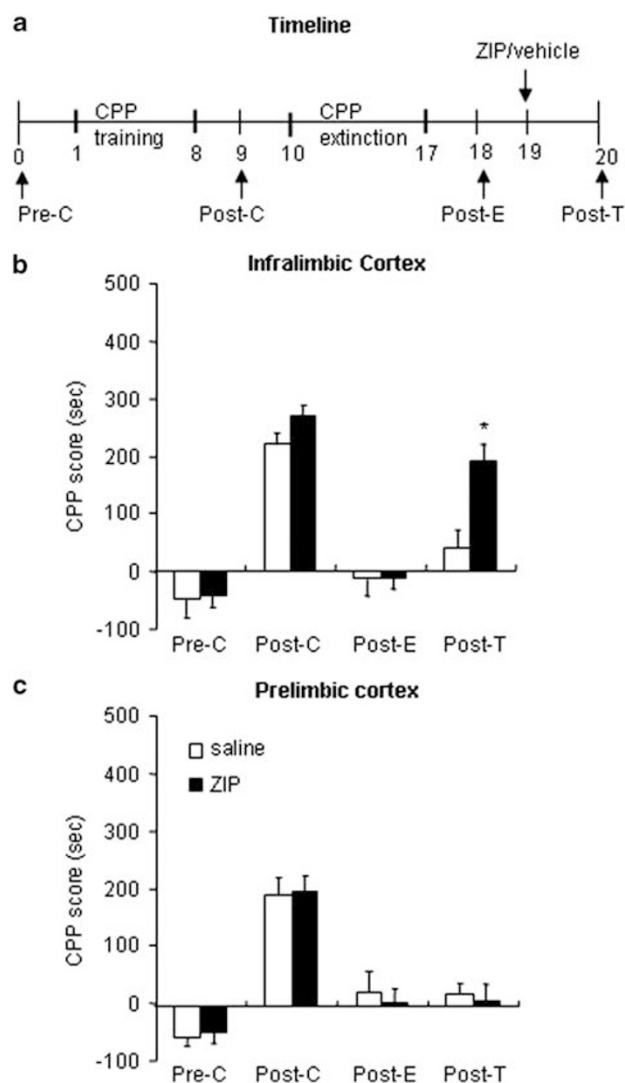 a
Timeline
ZIP/vehicle
CPP
training
CPP
extinction
0 1 8 9 10 17 18 19 20
Pre-C Post-C Post-E Post-T
b
Infralimbic Cortex
CPP score (sec)
500
400
300
200
100
0
-100
*
Pre-C Post-C Post-E Post-T
c
Prelimbic cortex
CPP score (sec)
500
400
300
200
100
0
-100
saline
ZIP
Pre-C Post-C Post-E Post-T